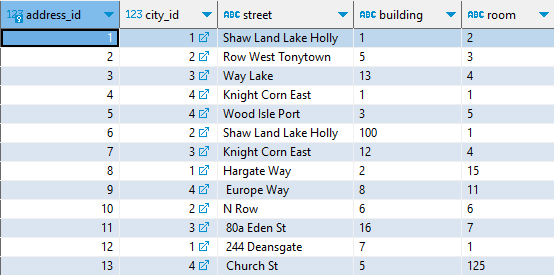 123 address_id 123 city_id ABC street ABC building ABC room
1 1 Shaw Land Lake Holly 1 2
2 2 Row West Tonytown 5 3
3 3 Way Lake 13 4
4 4 Knight Corn East 1 1
5 4 Wood Isle Port 3 5
6 2 Shaw Land Lake Holly 100 1
7 3 Knight Corn East 12 4
8 1 Hargate Way 2 15
9 4 Europe Way 8 11
10 2 N Row 6 6
11 3 80a Eden St 16 7
12 1 244 Deansgate 7 1
13 4 Church St 5 125